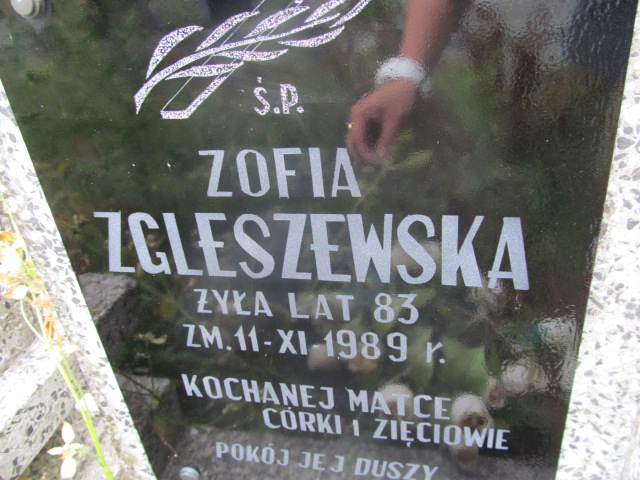 Ś.P.
ZOFIA
ZGLESZEWSKA
ŻYŁA LAT 83
ZM. 11-XI-1989 r.
KOCHANEJ MATCE
CÓRKI I ZIĘCIOWIE
POKÓJ JEJ DUSZY